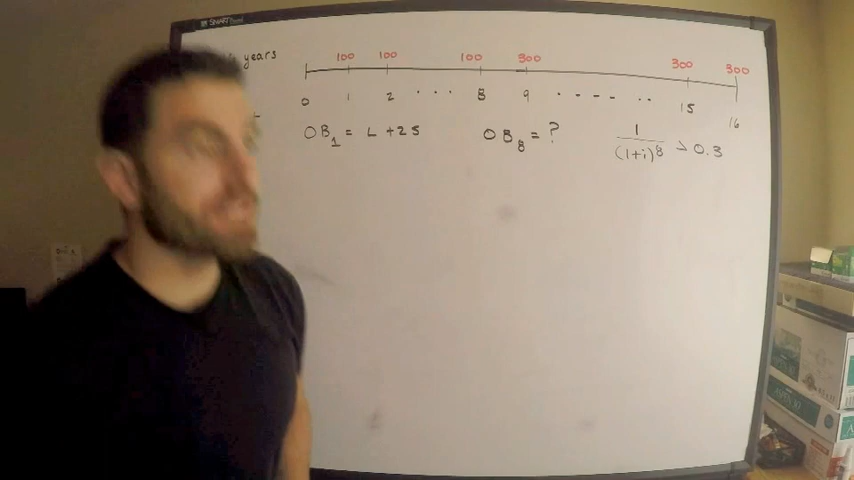 SMART
years
100 100 100 300 300 300
0 1 2 . . . 8 9 . - - - . . 15 16
OB₁ = L + 25 OB₈ = ? 1/(1+i)⁸ > 0.3